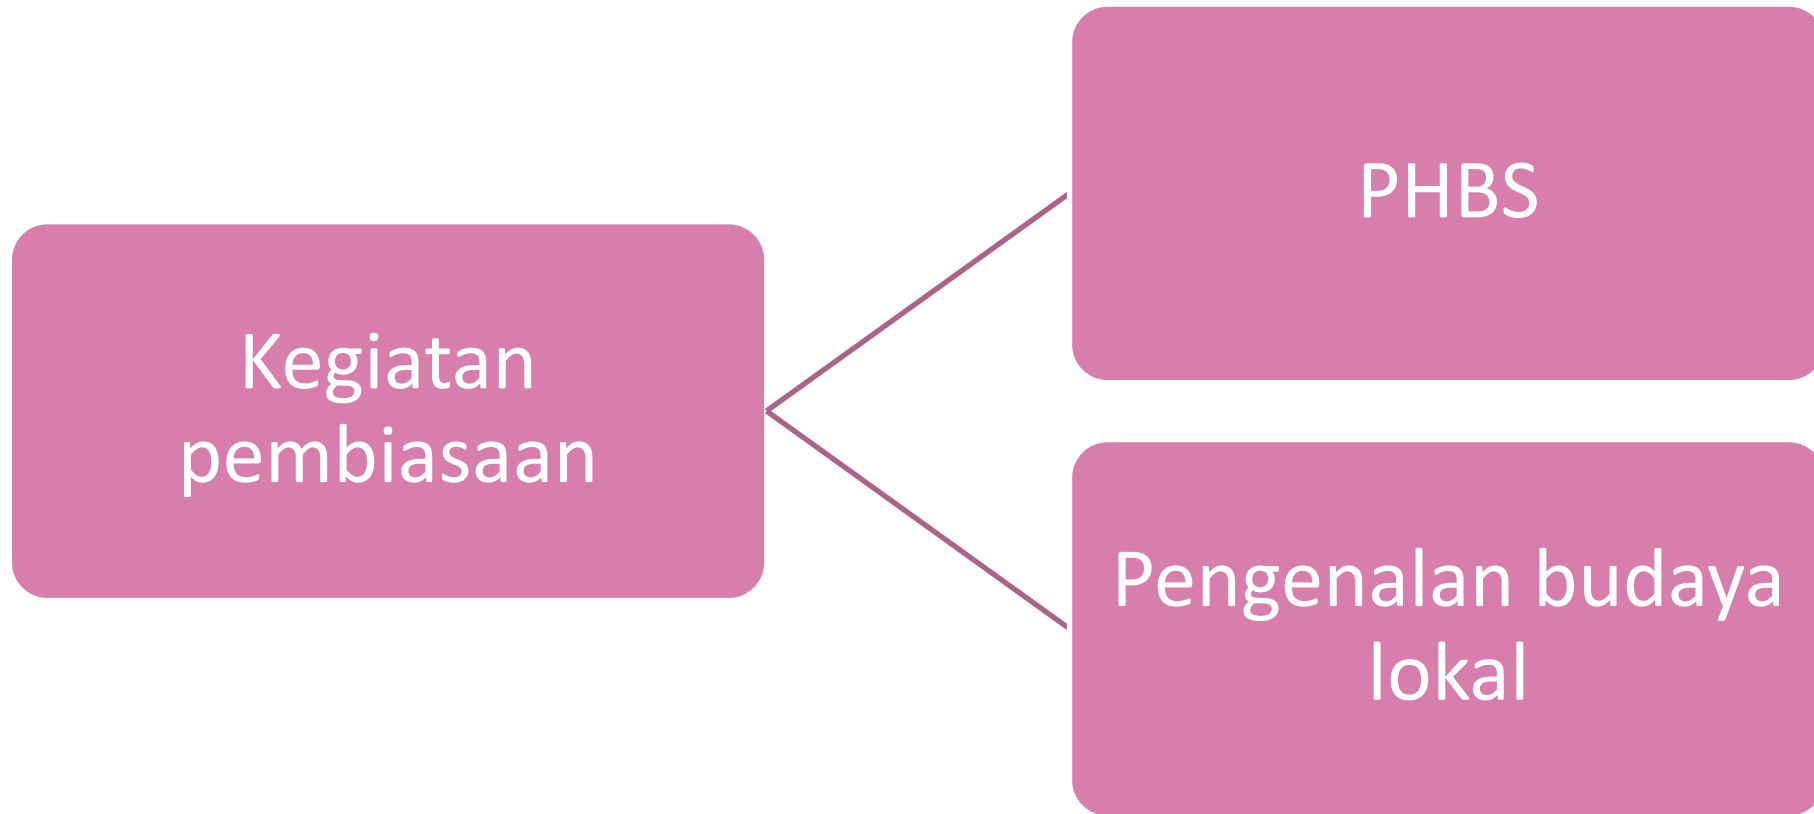 Kegiatan
pembiasaan
PHBS
Pengenalan budaya
lokal